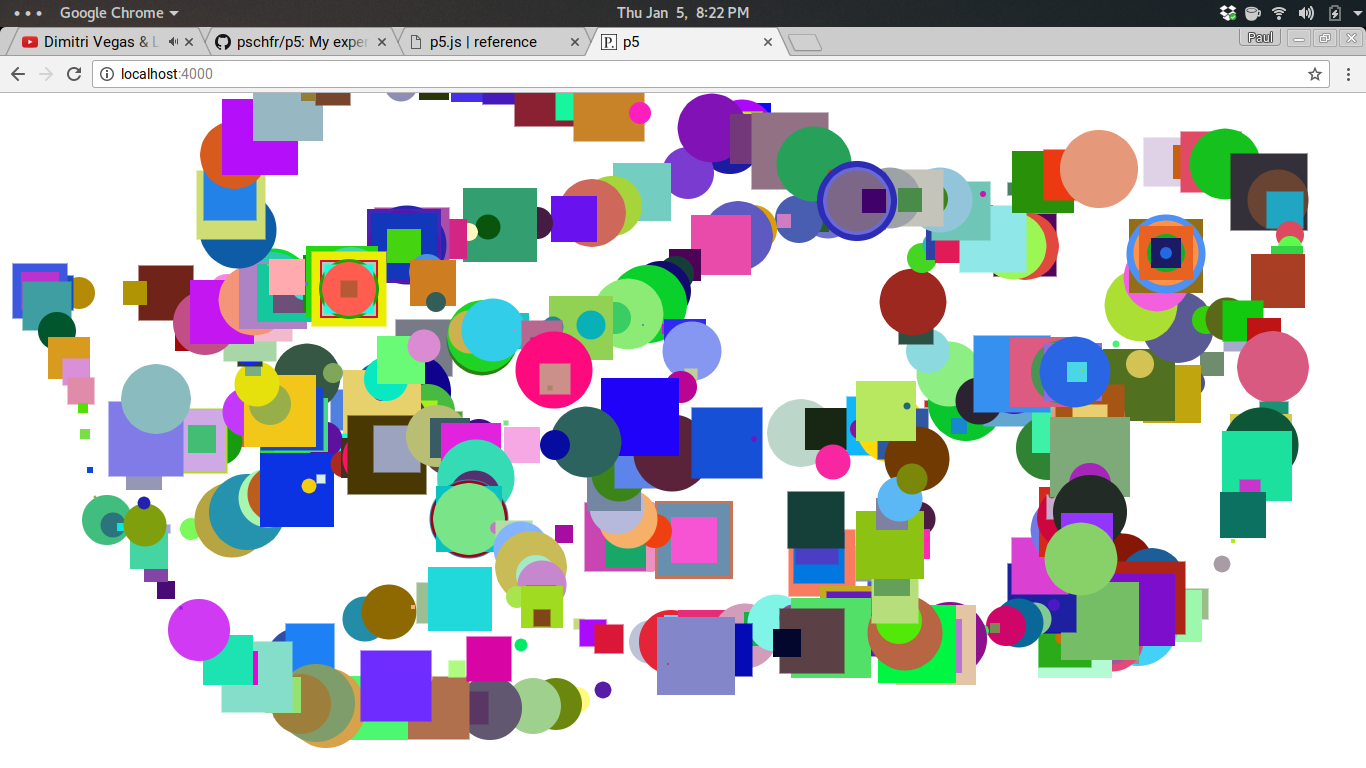 Google Chrome
Thu Jan 5, 8:22 PM
Dimitri Vegas & L
pschfr/p5: My exper
p5.js | reference
P. p5
Paul
localhost:4000